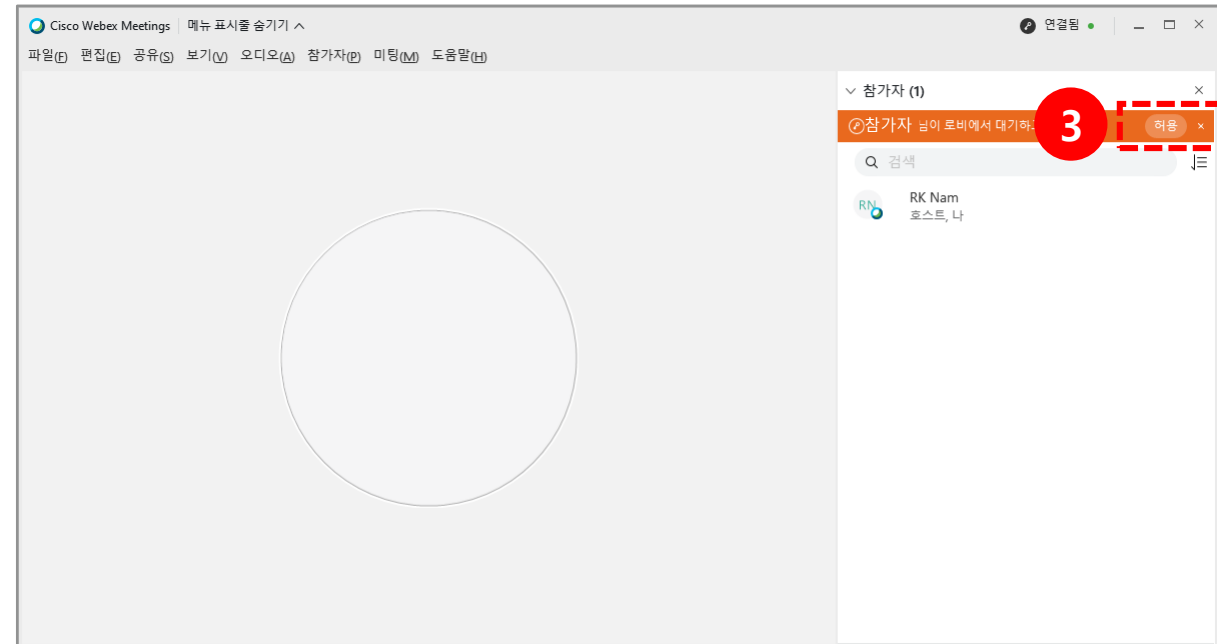 Cisco Webex Meetings 메뉴 표시줄 숨기기 연결됨
파일(F) 편집(E) 공유(S) 보기(V) 오디오(A) 참가자(P) 미팅(M) 도움말(H)
참가자 (1)
참가자 님이 로비에서 대기하 3 허용
검색
RN RK Nam
호스트, 나